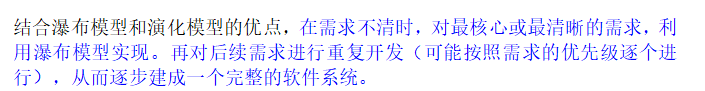 结合瀑布模型和演化模型的优点，在需求不清时，对最核心或最清晰的需求，利
用瀑布模型实现。再对后续需求进行重复开发（可能按照需求的优先级逐个进
行），从而逐步建成一个完整的软件系统。